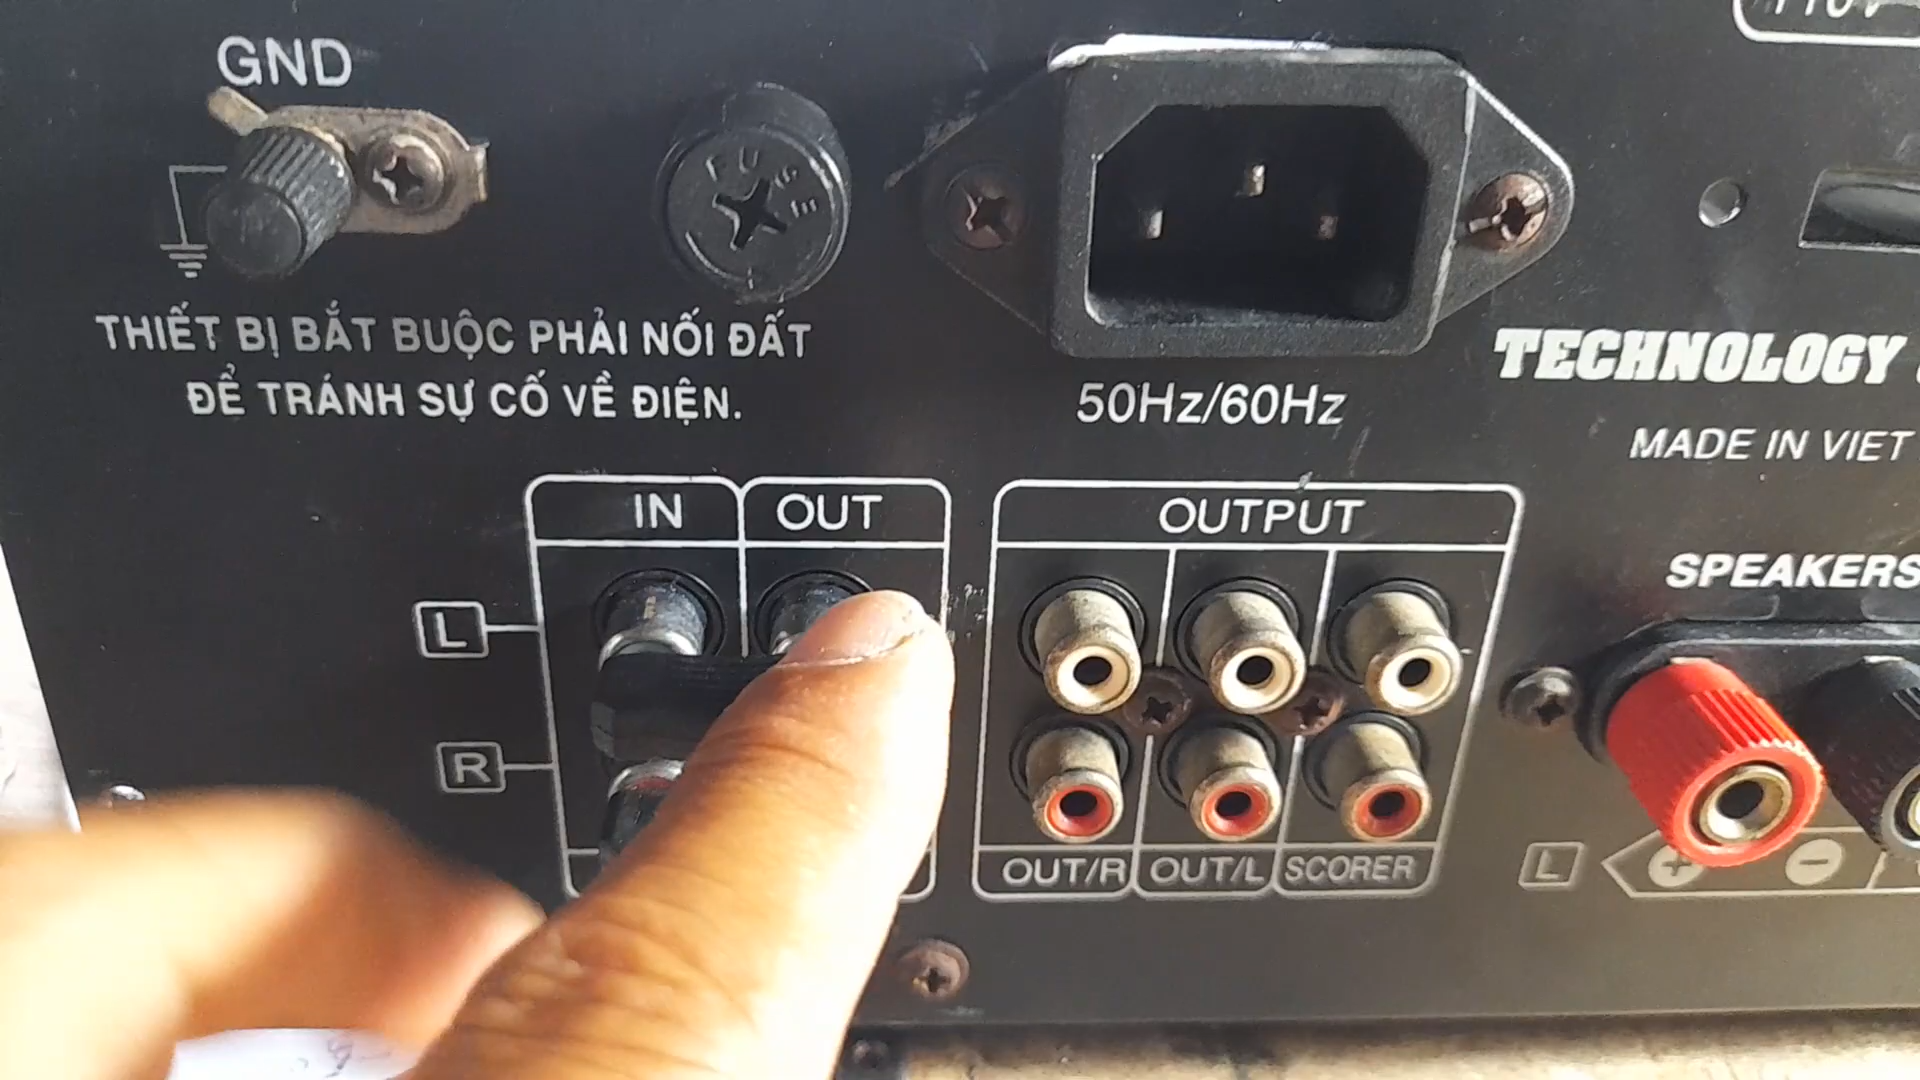 GND
FUSE
THIẾT BỊ BẮT BUỘC PHẢI NỐI ĐẤT
ĐỂ TRÁNH SỰ CỐ VỀ ĐIỆN.
50Hz/60Hz
TECHNOLOGY
MADE IN VIET
IN OUT
OUTPUT
SPEAKERS
L
R
OUT/R OUT/L SCORER
L + −